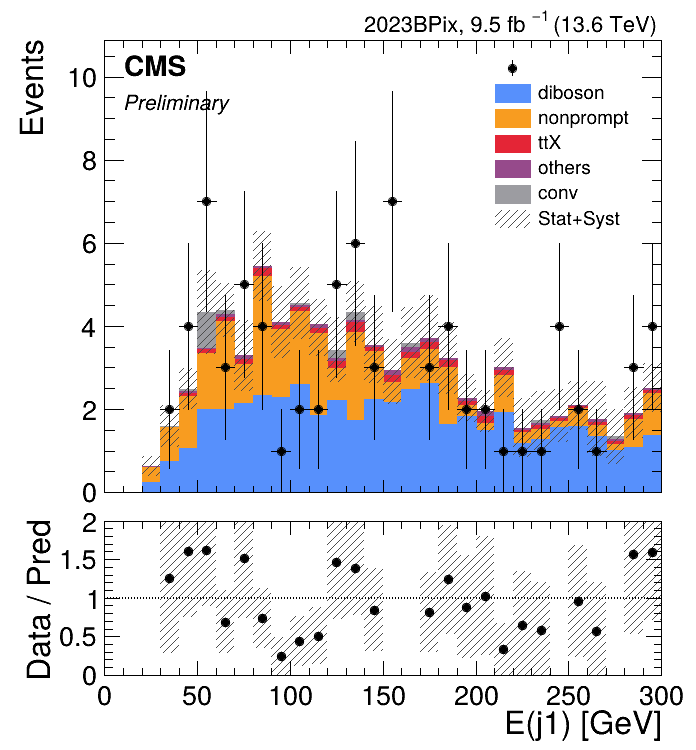 2023BPix, 9.5 fb⁻¹ (13.6 TeV)
Events
CMS
Preliminary
diboson
nonprompt
ttX
others
conv
Stat+Syst
10
8
6
4
2
0
Data / Pred
2
1.5
1
0.5
0
0 50 100 150 200 250 300
E(j1) [GeV]